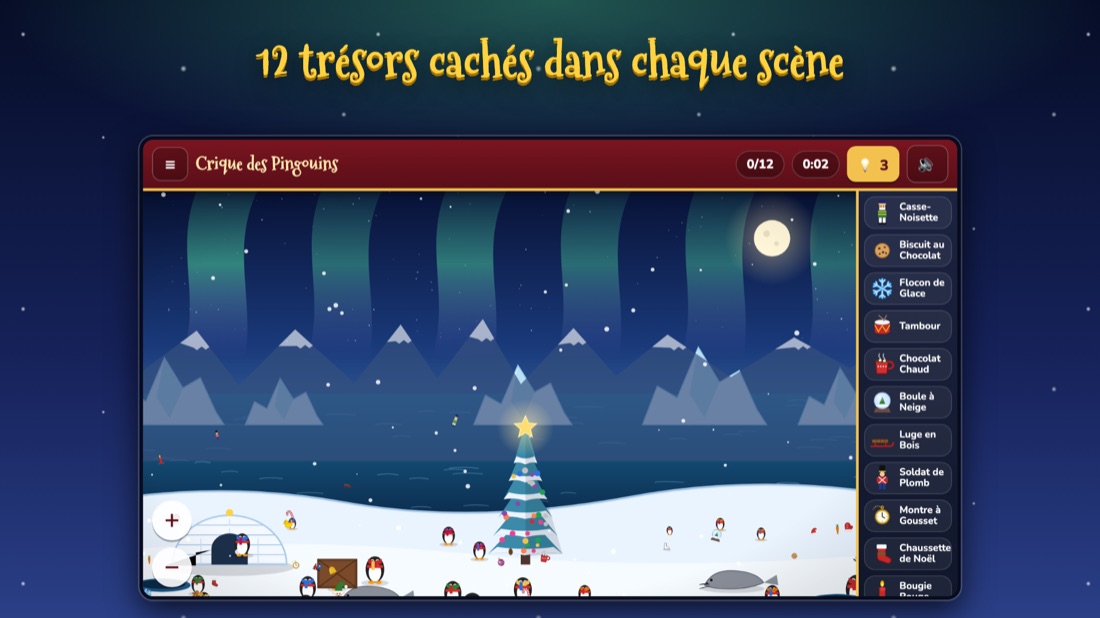 12 trésors cachés dans chaque scène
Crique des Pingouins
0/12
0:02
3
Casse-
Noisette
Biscuit au
Chocolat
Flocon de
Glace
Tambour
Chocolat
Chaud
Boule à
Neige
Luge en
Bois
Soldat de
Plomb
Montre à
Gousset
Chaussette
de Noël
Bougie